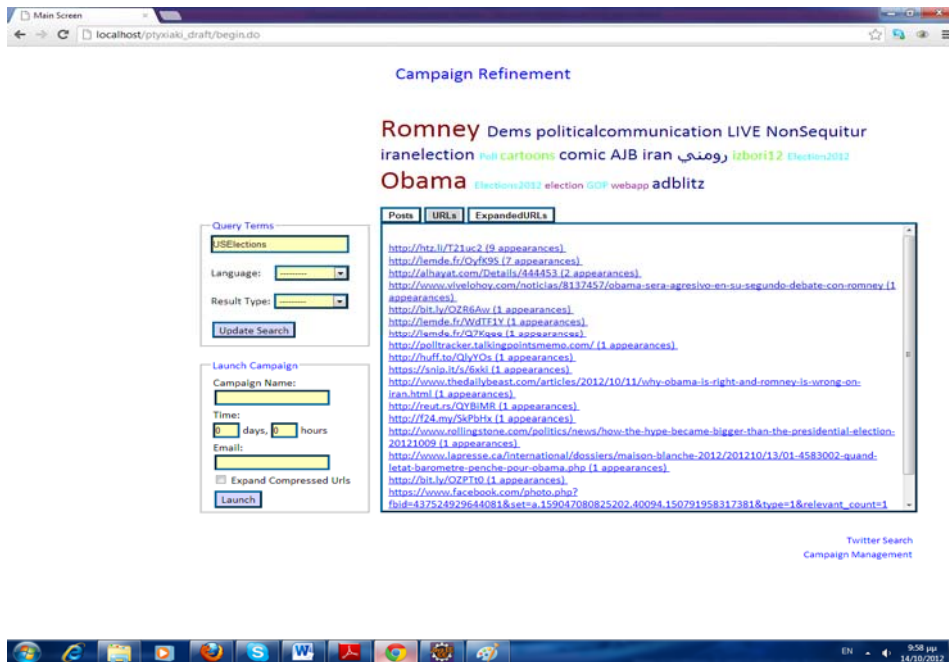 Main Screen
localhost/ptyxiaki_draft/begin.do
Campaign Refinement
Romney Dems politicalcommunication LIVE NonSequitur
iranelection Poll cartoons comic AJB iran رومني izbori12 Election2012
Obama Elections2012 election GOP webapp adblitz
Posts URLs ExpandedURLs
Query Terms
USElections
Language: --------
Result Type: --------
Update Search
Launch Campaign
Campaign Name:
Time:
0 days, 0 hours
Email:
Expand Compressed Urls
Launch
http://htz.li/T21uc2 (9 appearances)
http://lemde.fr/OyfK9S (7 appearances)
http://alhayat.com/Details/444453 (2 appearances)
http://www.vivelohoy.com/noticias/8137457/obama-sera-agresivo-en-su-segundo-debate-con-romney (1
appearances)
http://bit.ly/OZR6Aw (1 appearances)
http://lemde.fr/WdTF1Y (1 appearances)
http://lemde.fr/Q7Kqee (1 appearances)
http://polltracker.talkingpointsmemo.com/ (1 appearances)
http://huff.to/QlyYOs (1 appearances)
https://snip.it/s/6xki (1 appearances)
http://www.thedailybeast.com/articles/2012/10/11/why-obama-is-right-and-romney-is-wrong-on-
iran.html (1 appearances)
http://reut.rs/QYBiMR (1 appearances)
http://f24.my/SkPbHx (1 appearances)
http://www.rollingstone.com/politics/news/how-the-hype-became-bigger-than-the-presidential-election-
20121009 (1 appearances)
http://www.lapresse.ca/international/dossiers/maison-blanche-2012/201210/13/01-4583002-quand-
letat-barometre-penche-pour-obama.php (1 appearances)
http://bit.ly/OZPTt0 (1 appearances)
https://www.facebook.com/photo.php?
fbid=437524929644081&set=a.159047080825202.40094.150791958317381&type=1&relevant_count=1
Twitter Search
Campaign Management
EN
9:58 μμ
14/10/2012